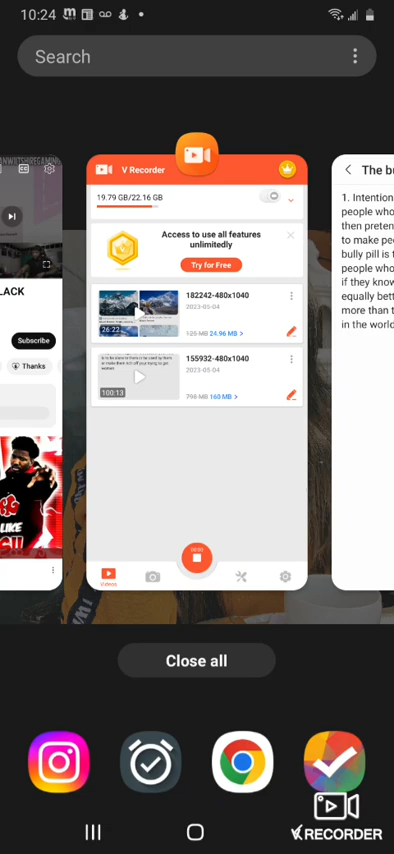 10:24
Search
V Recorder
19.79 GB/22.16 GB
Access to use all features
unlimitedly
Try for Free
182242-480x1040
2023-05-04
26:22
125 MB 24.96 MB >
155932-480x1040
2023-05-04
100:13
798 MB 160 MB >
Videos
LACK
Subscribe
Thanks
LIKE
The bu
1. Intention
people who
then preten
to make peo
bully pill is t
people who
if they know
equally bett
more than t
in the world
Close all
VRECORDER